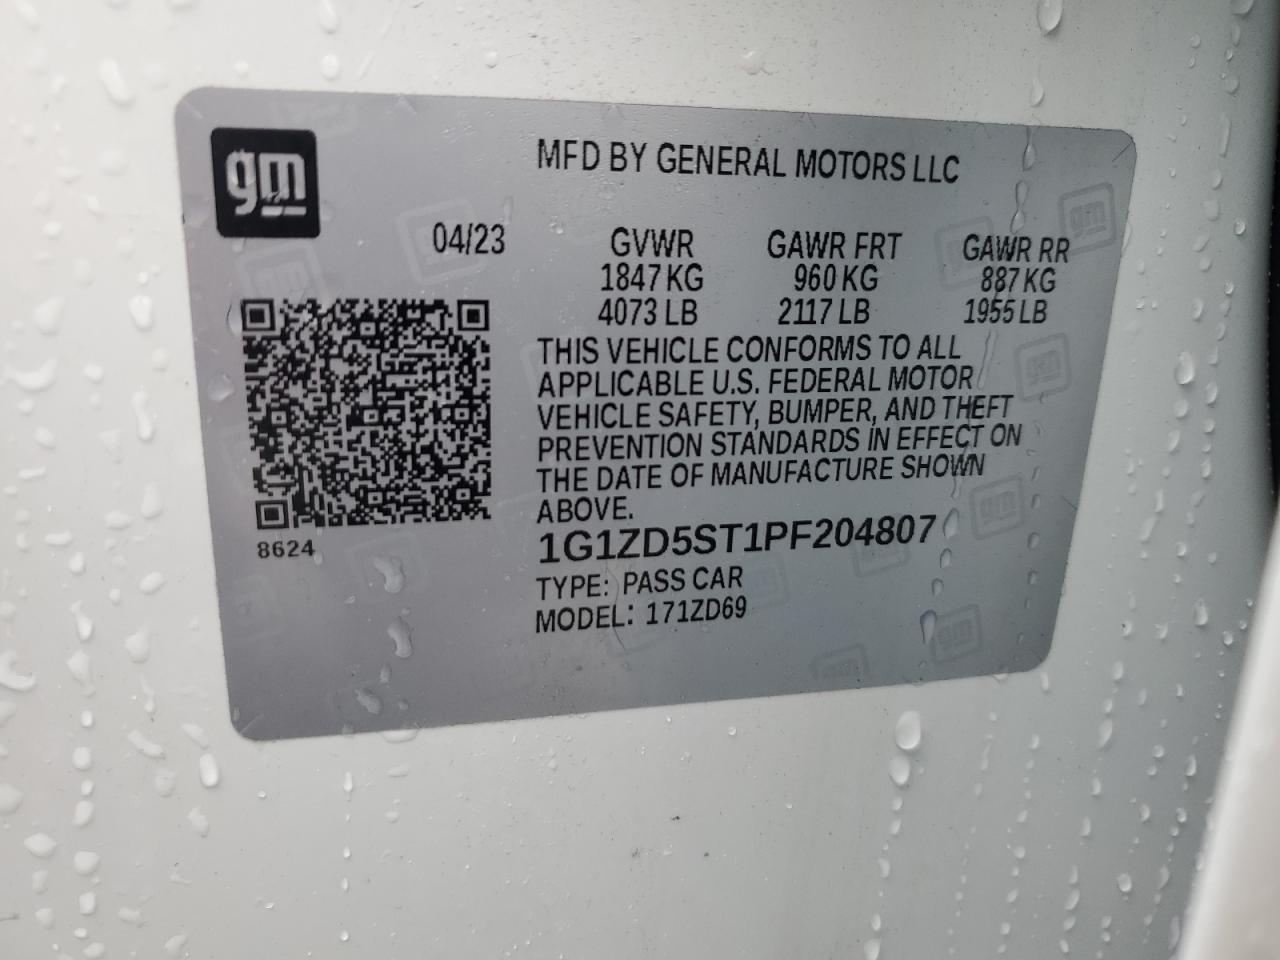 gm
MFD BY GENERAL MOTORS LLC
04/23 GVWR GAWR FRT GAWR RR
1847 KG 960 KG 887 KG
4073 LB 2117 LB 1955 LB
THIS VEHICLE CONFORMS TO ALL
APPLICABLE U.S. FEDERAL MOTOR
VEHICLE SAFETY, BUMPER, AND THEFT
PREVENTION STANDARDS IN EFFECT ON
THE DATE OF MANUFACTURE SHOWN
ABOVE.
8624
1G1ZD5ST1PF204807
TYPE: PASS CAR
MODEL: 171ZD69